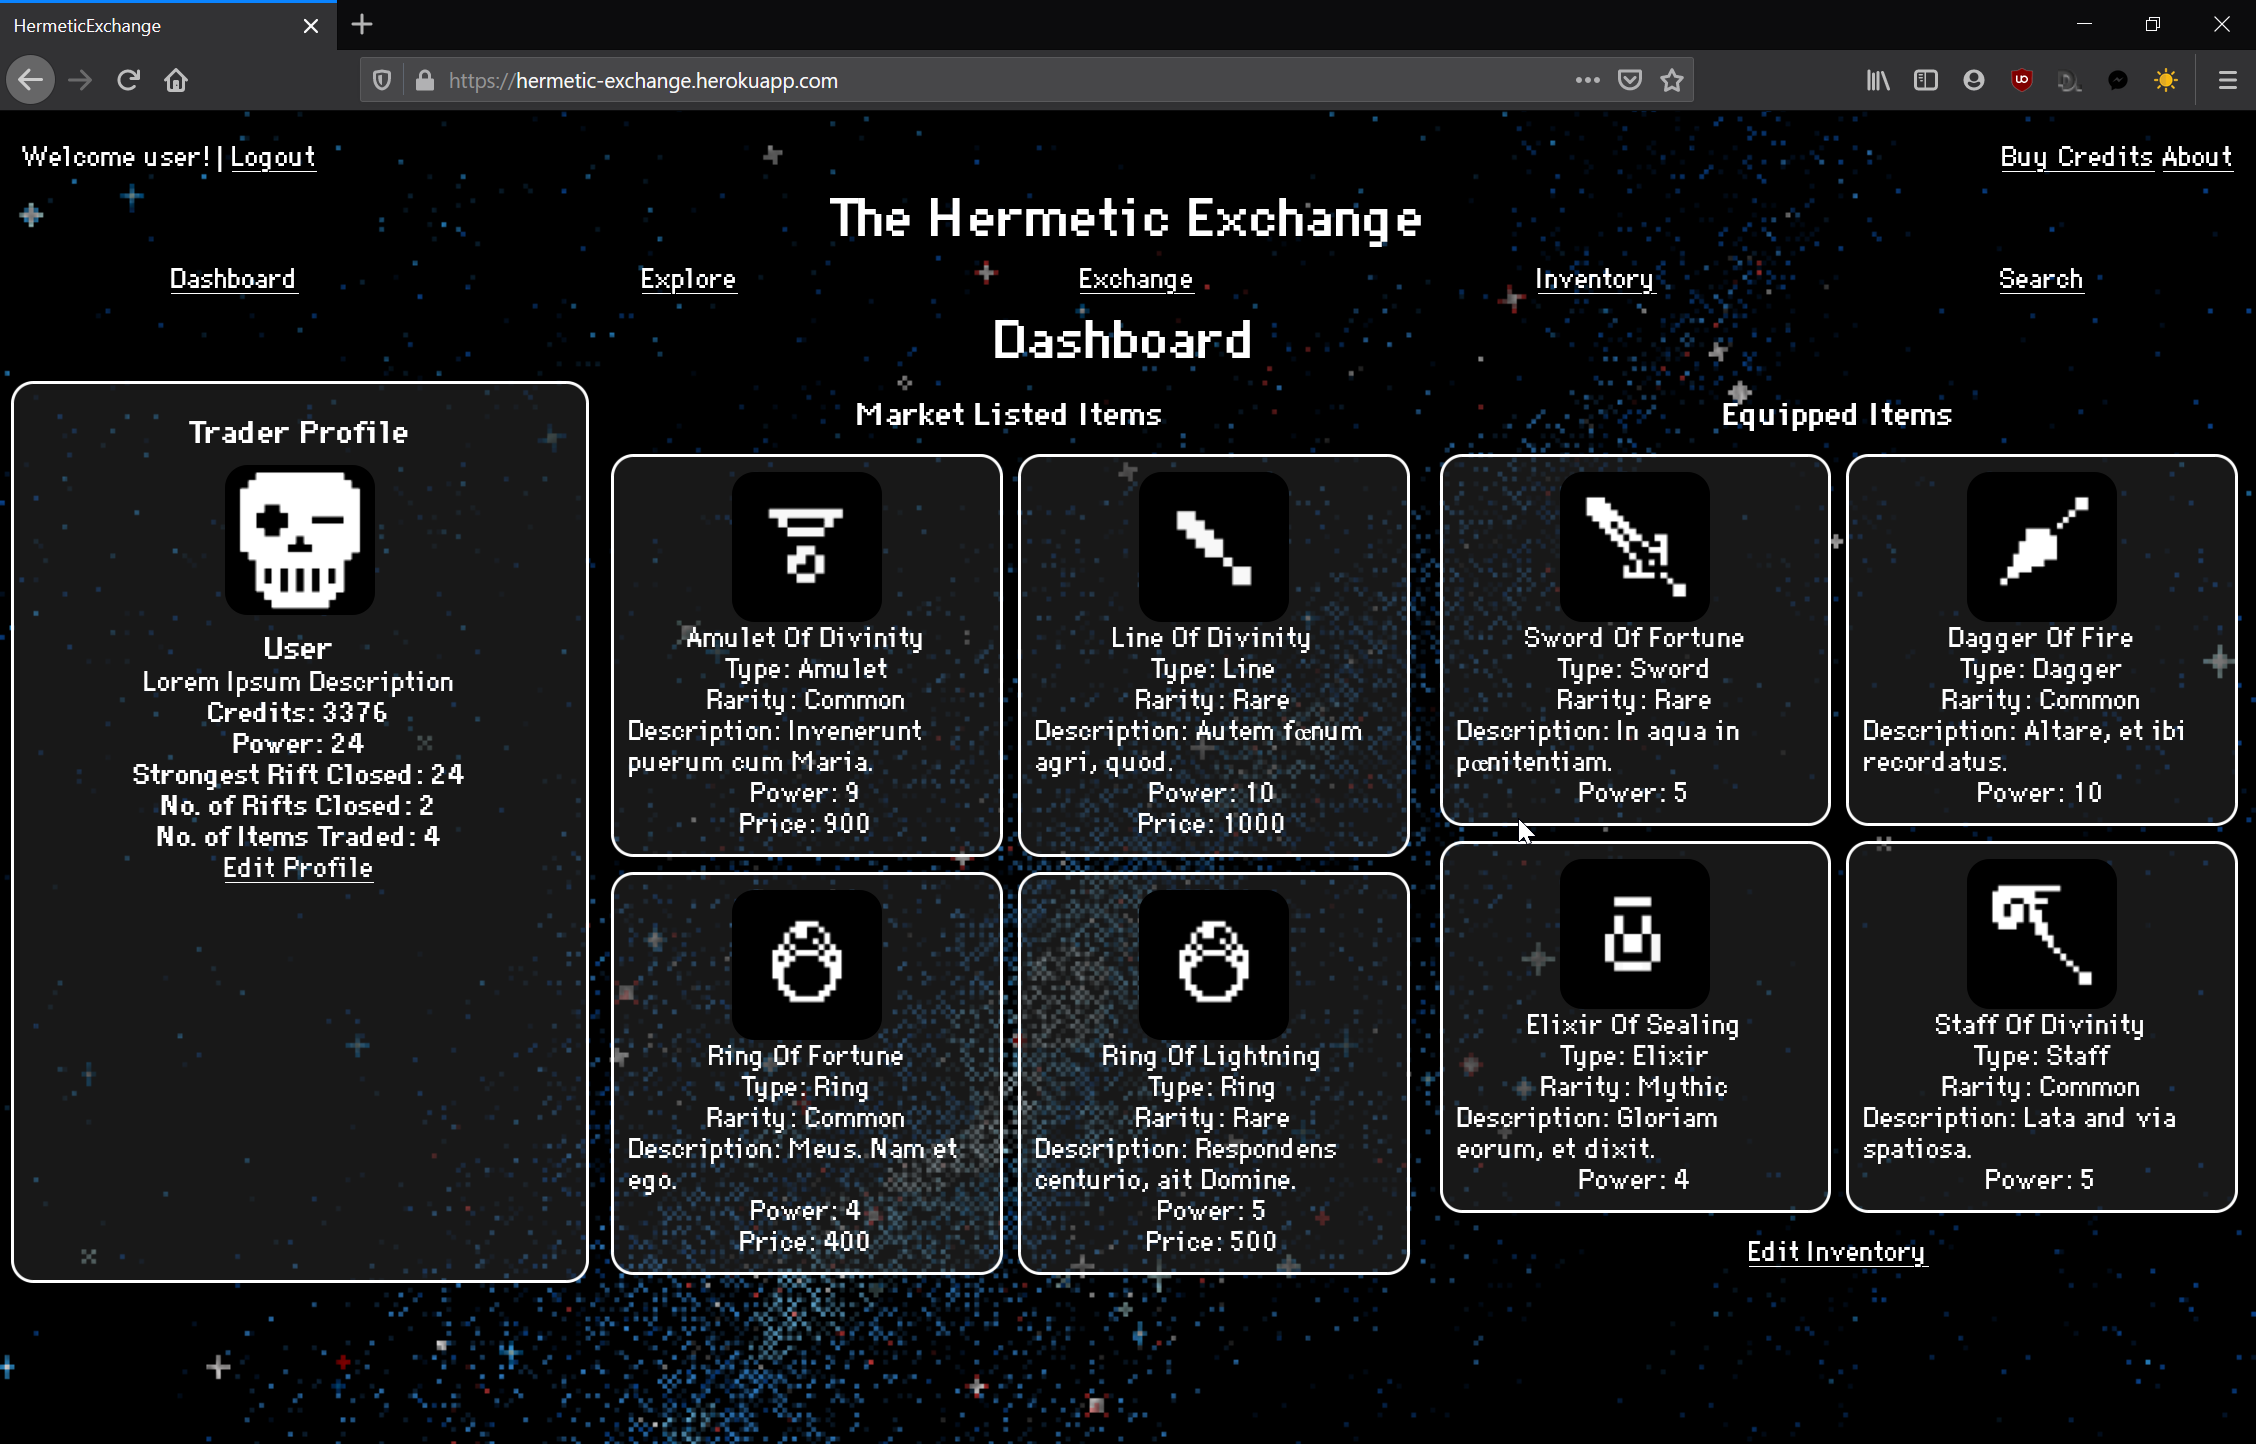 HermeticExchange
https://hermetic-exchange.herokuapp.com
Welcome user! | Logout
Buy Credits About
The Hermetic Exchange
Dashboard
Explore
Exchange
Inventory
Search
Dashboard
Trader Profile
User
Lorem Ipsum Description
Credits: 3376
Power: 24
Strongest Rift Closed: 24
No. of Rifts Closed: 2
No. of Items Traded: 4
Edit Profile
Market Listed Items
Amulet Of Divinity
Type: Amulet
Rarity: Common
Description: Invenerunt
puerum cum Maria.
Power: 9
Price: 900
Line Of Divinity
Type: Line
Rarity: Rare
Description: Autem fœnum
agri, quod.
Power: 10
Price: 1000
Ring Of Fortune
Type: Ring
Rarity: Common
Description: Meus. Nam et
ego.
Power: 4
Price: 400
Ring Of Lightning
Type: Ring
Rarity: Rare
Description: Respondens
centurio, ait Domine.
Power: 5
Price: 500
Equipped Items
Sword Of Fortune
Type: Sword
Rarity: Rare
Description: In aqua in
pœnitentiam.
Power: 5
Dagger Of Fire
Type: Dagger
Rarity: Common
Description: Altare, et ibi
recordatus.
Power: 10
Elixir Of Sealing
Type: Elixir
Rarity: Mythic
Description: Gloriam
eorum, et dixit.
Power: 4
Staff Of Divinity
Type: Staff
Rarity: Common
Description: Lata and via
spatiosa.
Power: 5
Edit Inventory